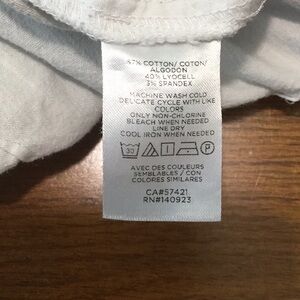 57% COTTON/ COTON/
ALGODON
40% LYOCELL
3% SPANDEX
MACHINE WASH COLD
DELICATE CYCLE WITH LIKE
COLORS
ONLY NON-CHLORINE
BLEACH WHEN NEEDED
LINE DRY
COOL IRON WHEN NEEDED
30 P
AVEC DES COULEURS
SEMBLABLES / CON
COLORES SIMILARES
CA#57421
RN#140923